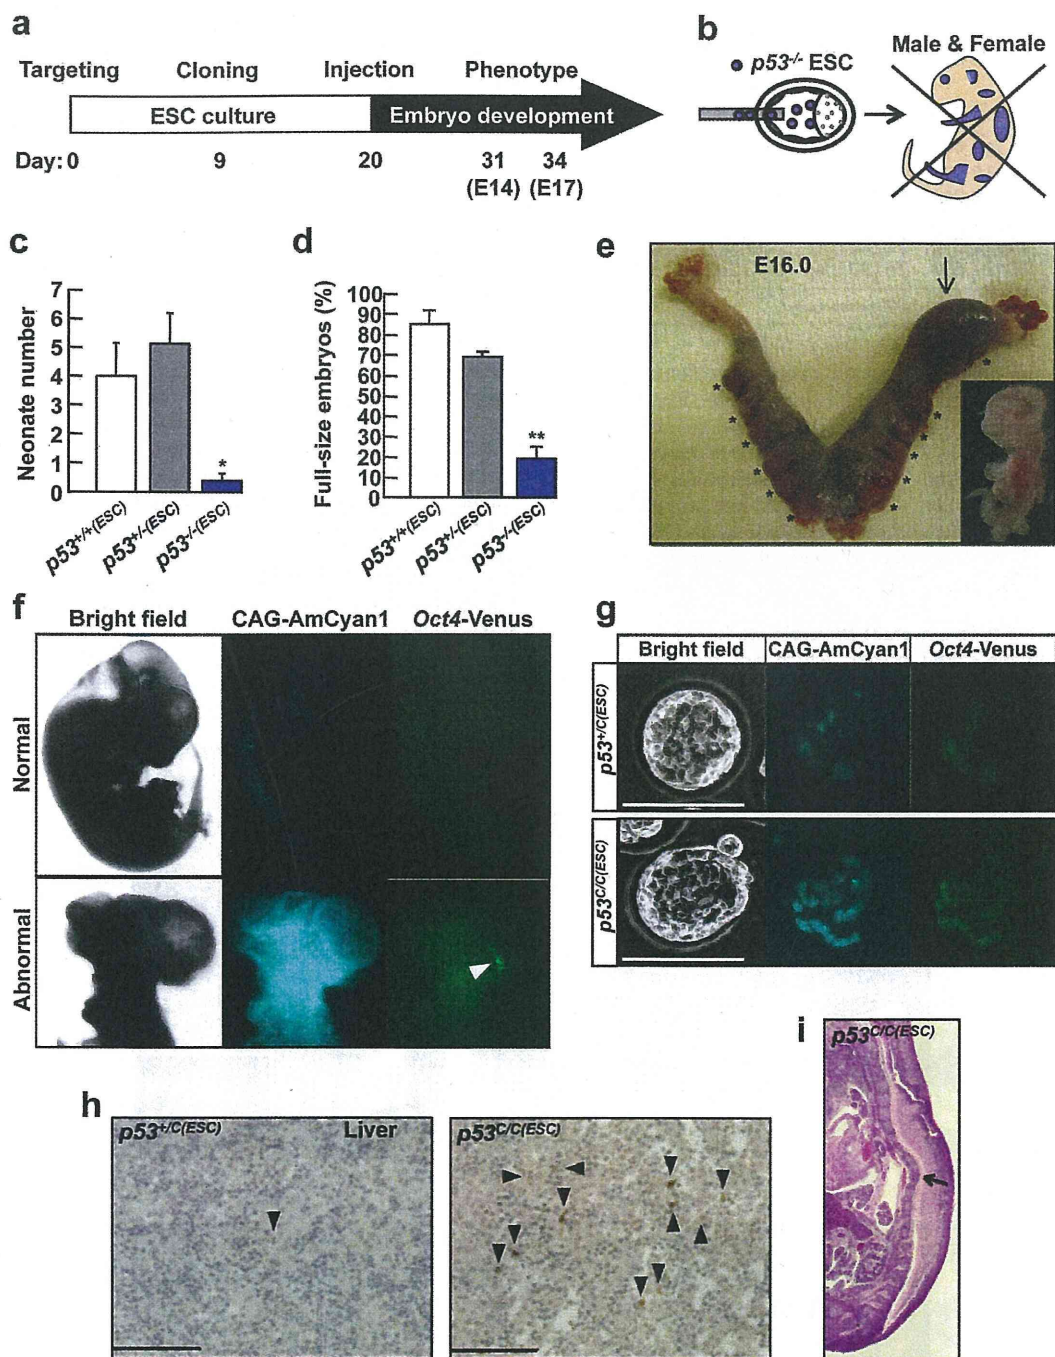 a
Targeting Cloning Injection Phenotype
ESC culture Embryo development
Day: 0 9 20 31 34
(E14) (E17)
b
p53-/- ESC
Male & Female
c
Neonate number
7
6
5
4
3
2
1
0
*
p53+/+(ESC)
p53+/-(ESC)
p53-/-(ESC)
d
Full-size embryos (%)
100
90
80
70
60
50
40
30
20
10
0
**
p53+/+(ESC)
p53+/-(ESC)
p53-/-(ESC)
e
E16.0
* * * * * * * * * * *
f
Bright field CAG-AmCyan1 Oct4-Venus
Normal
Abnormal
g
Bright field CAG-AmCyan1 Oct4-Venus
p53+/C(ESC)
p53C/C(ESC)
h
p53+/C(ESC) Liver
p53C/C(ESC)
i
p53C/C(ESC)